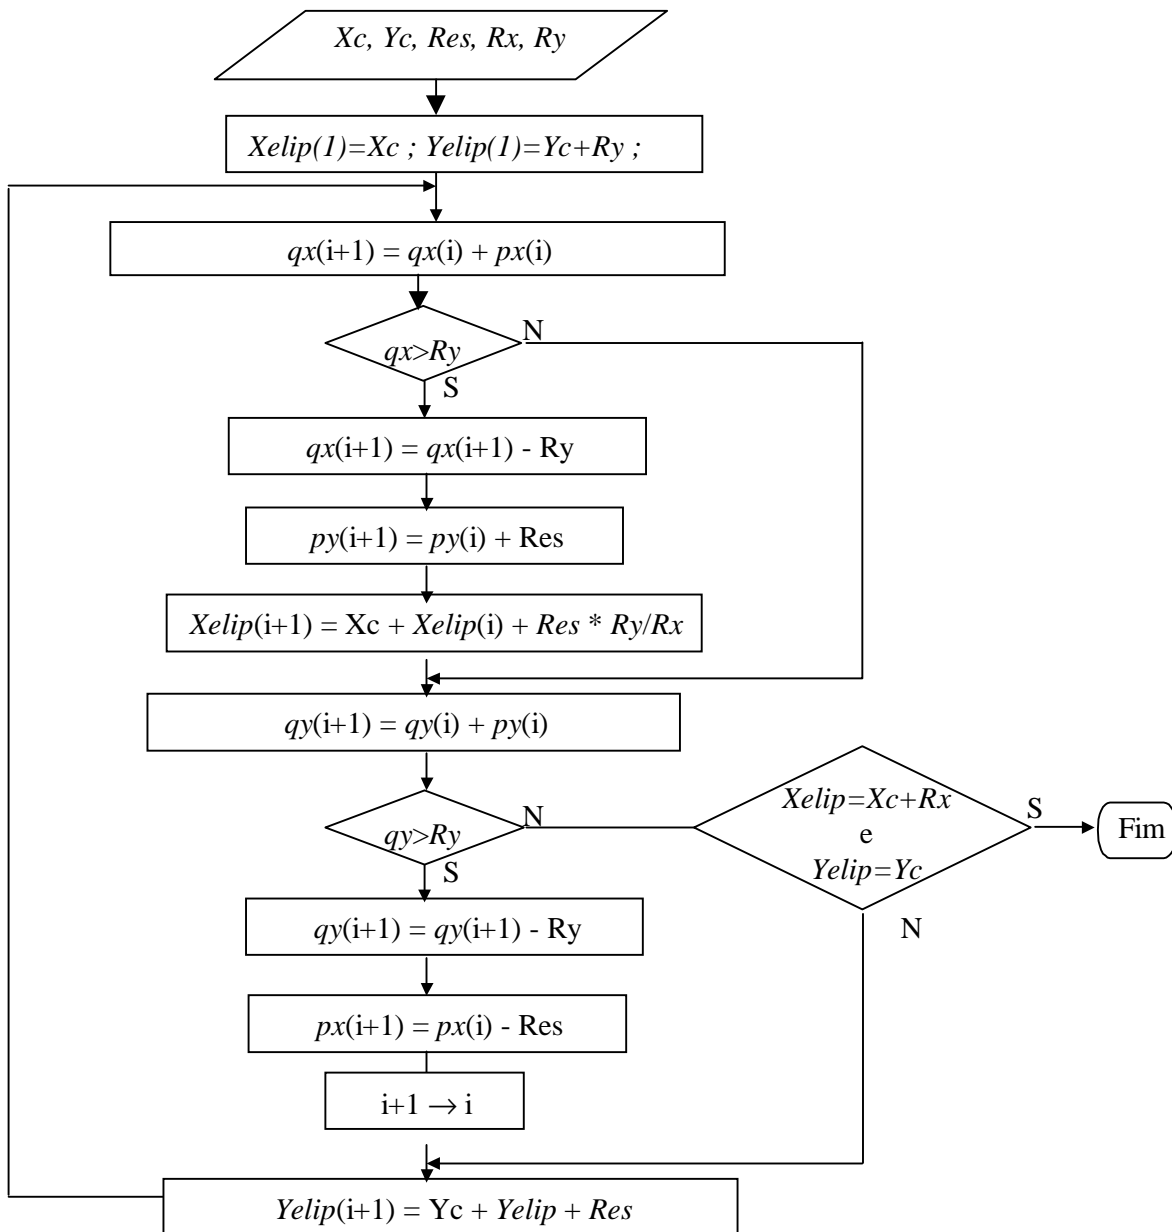 Xc, Yc, Res, Rx, Ry
Xelip(1)=Xc ; Yelip(1)=Yc+Ry ;
qx(i+1) = qx(i) + px(i)
qx>Ry
N
S
qx(i+1) = qx(i+1) - Ry
py(i+1) = py(i) + Res
Xelip(i+1) = Xc + Xelip(i) + Res * Ry/Rx
qy(i+1) = qy(i) + py(i)
qy>Ry
N
S
Xelip=Xc+Rx
e
Yelip=Yc
S
N
Fim
qy(i+1) = qy(i+1) - Ry
px(i+1) = px(i) - Res
i+1 → i
Yelip(i+1) = Yc + Yelip + Res